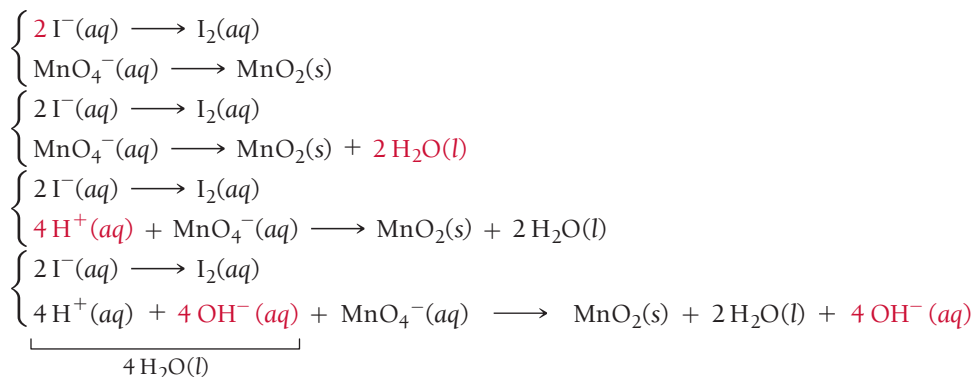 2 I⁻(aq) ⟶ I₂(aq)
MnO₄⁻(aq) ⟶ MnO₂(s)
2 I⁻(aq) ⟶ I₂(aq)
MnO₄⁻(aq) ⟶ MnO₂(s) + 2 H₂O(l)
2 I⁻(aq) ⟶ I₂(aq)
4 H⁺(aq) + MnO₄⁻(aq) ⟶ MnO₂(s) + 2 H₂O(l)
2 I⁻(aq) ⟶ I₂(aq)
4 H⁺(aq) + 4 OH⁻(aq) + MnO₄⁻(aq) ⟶ MnO₂(s) + 2 H₂O(l) + 4 OH⁻(aq)
4 H₂O(l)